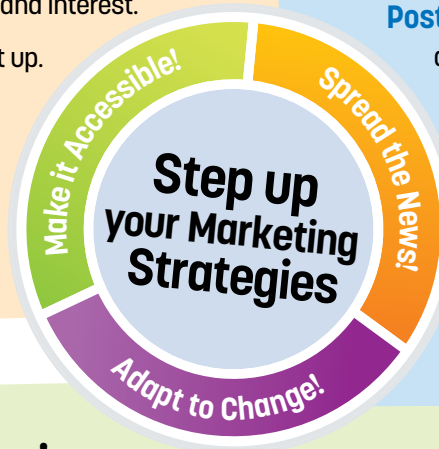 and interest.
t up.
Post
Make it Accessible!
Spread the News!
Step up
your Marketing
Strategies
Adapt to Change!